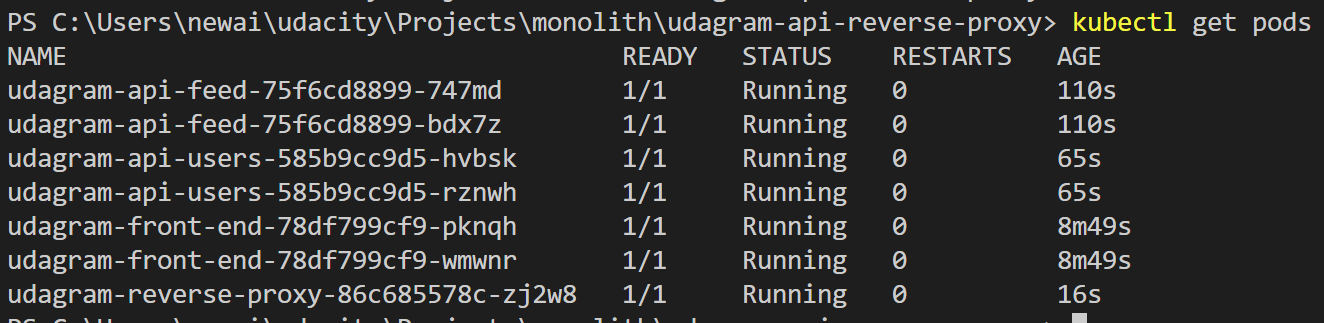 PS C:\Users\newai\udacity\Projects\monolith\udagram-api-reverse-proxy> kubectl get pods
NAME READY STATUS RESTARTS AGE
udagram-api-feed-75f6cd8899-747md 1/1 Running 0 110s
udagram-api-feed-75f6cd8899-bdx7z 1/1 Running 0 110s
udagram-api-users-585b9cc9d5-hvbsk 1/1 Running 0 65s
udagram-api-users-585b9cc9d5-rznwh 1/1 Running 0 65s
udagram-front-end-78df799cf9-pknqh 1/1 Running 0 8m49s
udagram-front-end-78df799cf9-wmwnr 1/1 Running 0 8m49s
udagram-reverse-proxy-86c685578c-zj2w8 1/1 Running 0 16s